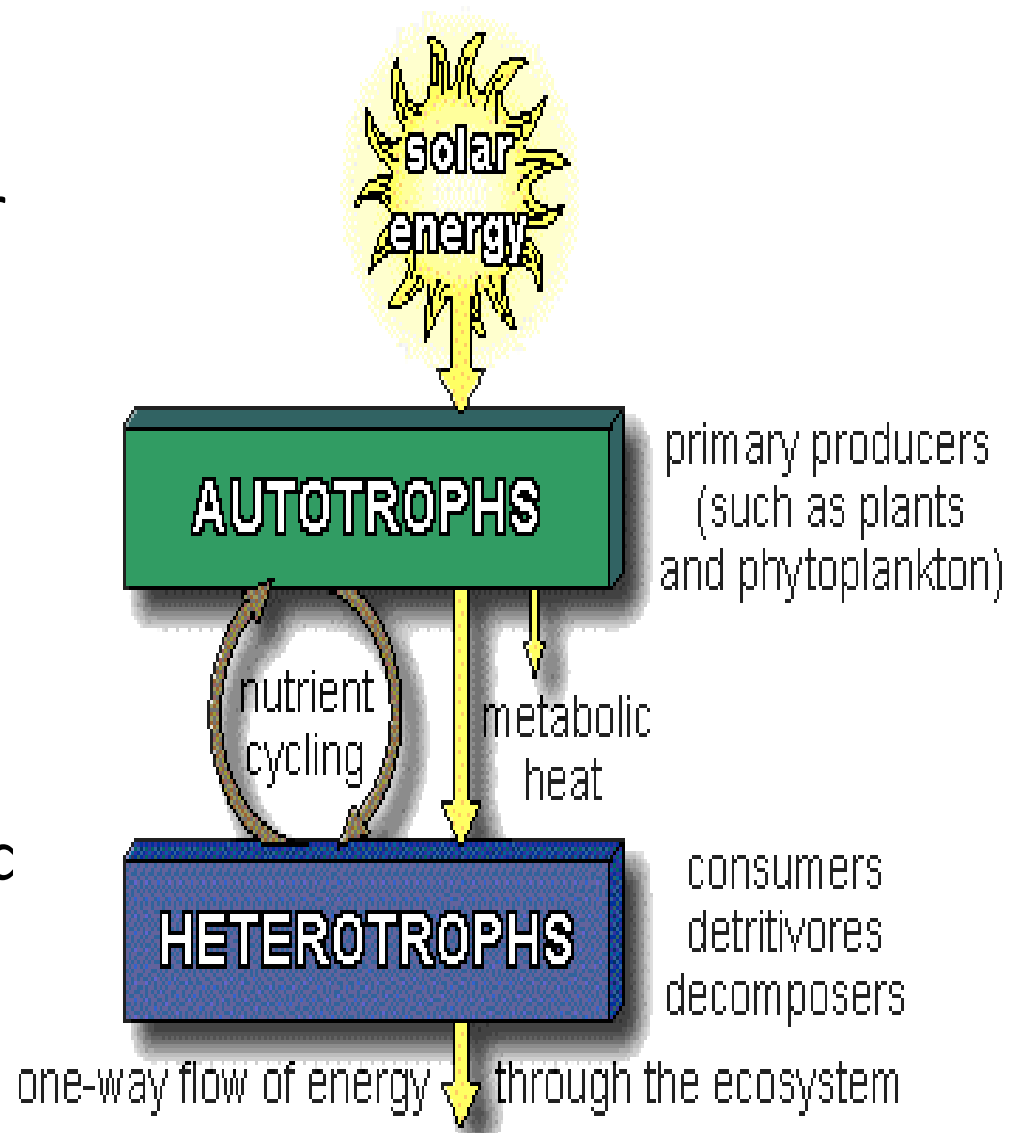 solar
energy
AUTOTROPHS
primary producers
(such as plants
and phytoplankton)
nutrient
cycling
metabolic
heat
c
HETEROTROPHS
consumers
detritivores
decomposers
one-way flow of energy through the ecosystem